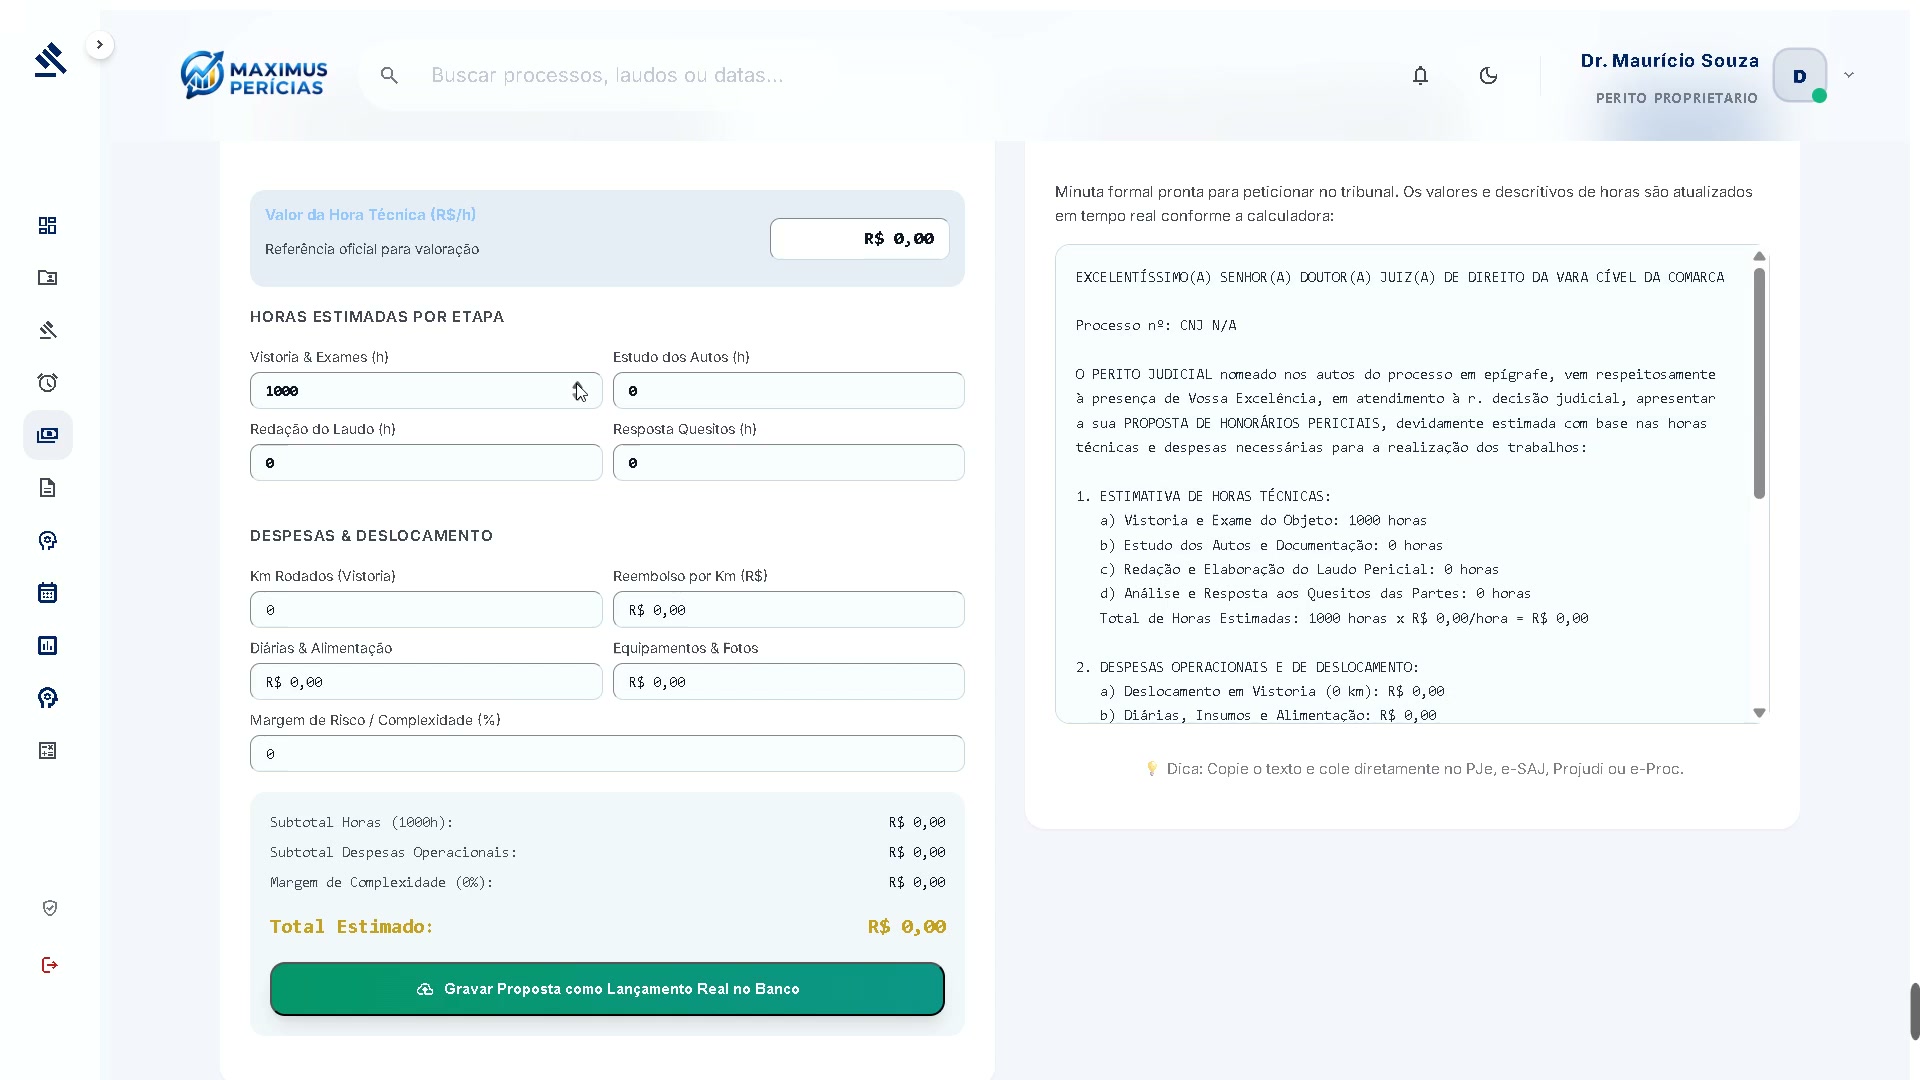 MAXIMUS
PERÍCIAS
Buscar processos, laudos ou datas...
Dr. Maurício Souza
PERITO PROPRIETARIO
D
Valor da Hora Técnica (R$/h)
Referência oficial para valoração
R$ 0,00
HORAS ESTIMADAS POR ETAPA
Vistoria & Exames (h)
1000
Estudo dos Autos (h)
0
Redação do Laudo (h)
0
Resposta Quesitos (h)
0
DESPESAS & DESLOCAMENTO
Km Rodados (Vistoria)
0
Reembolso por Km (R$)
R$ 0,00
Diárias & Alimentação
R$ 0,00
Equipamentos & Fotos
R$ 0,00
Margem de Risco / Complexidade (%)
0
Subtotal Horas (1000h): R$ 0,00
Subtotal Despesas Operacionais: R$ 0,00
Margem de Complexidade (0%): R$ 0,00
Total Estimado: R$ 0,00
Gravar Proposta como Lançamento Real no Banco
Minuta formal pronta para peticionar no tribunal. Os valores e descritivos de horas são atualizados
em tempo real conforme a calculadora:
EXCELENTÍSSIMO(A) SENHOR(A) DOUTOR(A) JUIZ(A) DE DIREITO DA VARA CÍVEL DA COMARCA
Processo nº: CNJ N/A
O PERITO JUDICIAL nomeado nos autos do processo em epígrafe, vem respeitosamente
à presença de Vossa Excelência, em atendimento à r. decisão judicial, apresentar
a sua PROPOSTA DE HONORÁRIOS PERICIAIS, devidamente estimada com base nas horas
técnicas e despesas necessárias para a realização dos trabalhos:
1. ESTIMATIVA DE HORAS TÉCNICAS:
a) Vistoria e Exame do Objeto: 1000 horas
b) Estudo dos Autos e Documentação: 0 horas
c) Redação e Elaboração do Laudo Pericial: 0 horas
d) Análise e Resposta aos Quesitos das Partes: 0 horas
Total de Horas Estimadas: 1000 horas x R$ 0,00/hora = R$ 0,00
2. DESPESAS OPERACIONAIS E DE DESLOCAMENTO:
a) Deslocamento em Vistoria (0 km): R$ 0,00
b) Diárias, Insumos e Alimentação: R$ 0,00
Dica: Copie o texto e cole diretamente no PJe, e-SAJ, Projudi ou e-Proc.